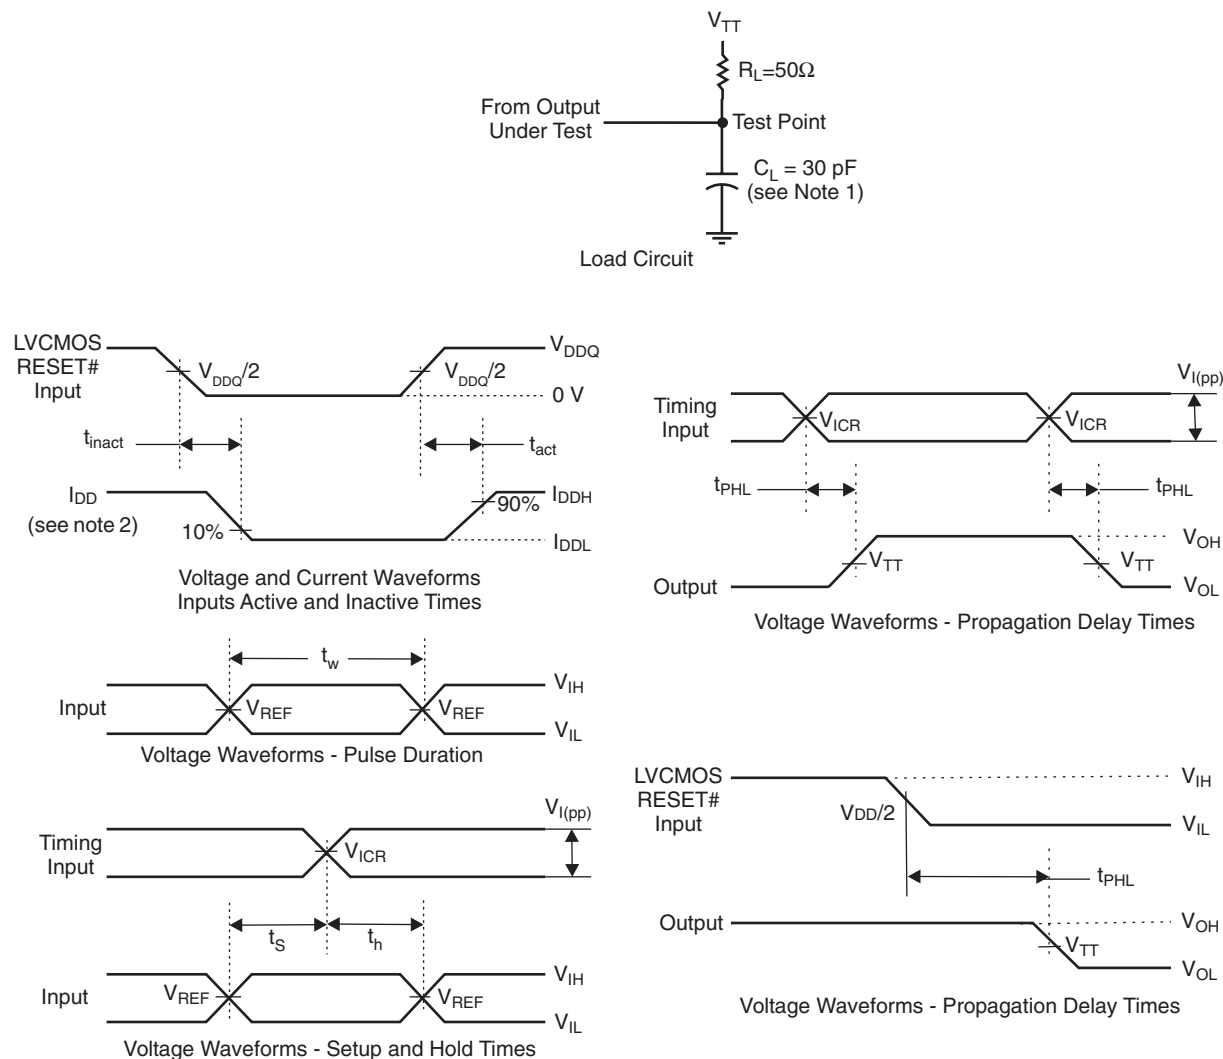 V_TT
R_L=50Ω
From Output
Under Test
Test Point
C_L = 30 pF
(see Note 1)
Load Circuit
LVCMOS
RESET#
Input
V_DDQ/2
V_DDQ/2
V_DDQ
0 V
t_inact
t_act
I_DD
(see note 2)
10%
90%
I_DDH
I_DDL
Voltage and Current Waveforms
Inputs Active and Inactive Times
t_w
Input
V_REF
V_REF
V_IH
V_IL
Voltage Waveforms - Pulse Duration
Timing
Input
V_ICR
V_I(pp)
t_S
t_h
Input
V_REF
V_REF
V_IH
V_IL
Voltage Waveforms - Setup and Hold Times
Timing
Input
V_ICR
V_ICR
V_I(pp)
t_PHL
t_PHL
Output
V_TT
V_TT
V_OH
V_OL
Voltage Waveforms - Propagation Delay Times
LVCMOS
RESET#
Input
V_DD/2
V_IH
V_IL
t_PHL
Output
V_TT
V_OH
V_OL
Voltage Waveforms - Propagation Delay Times